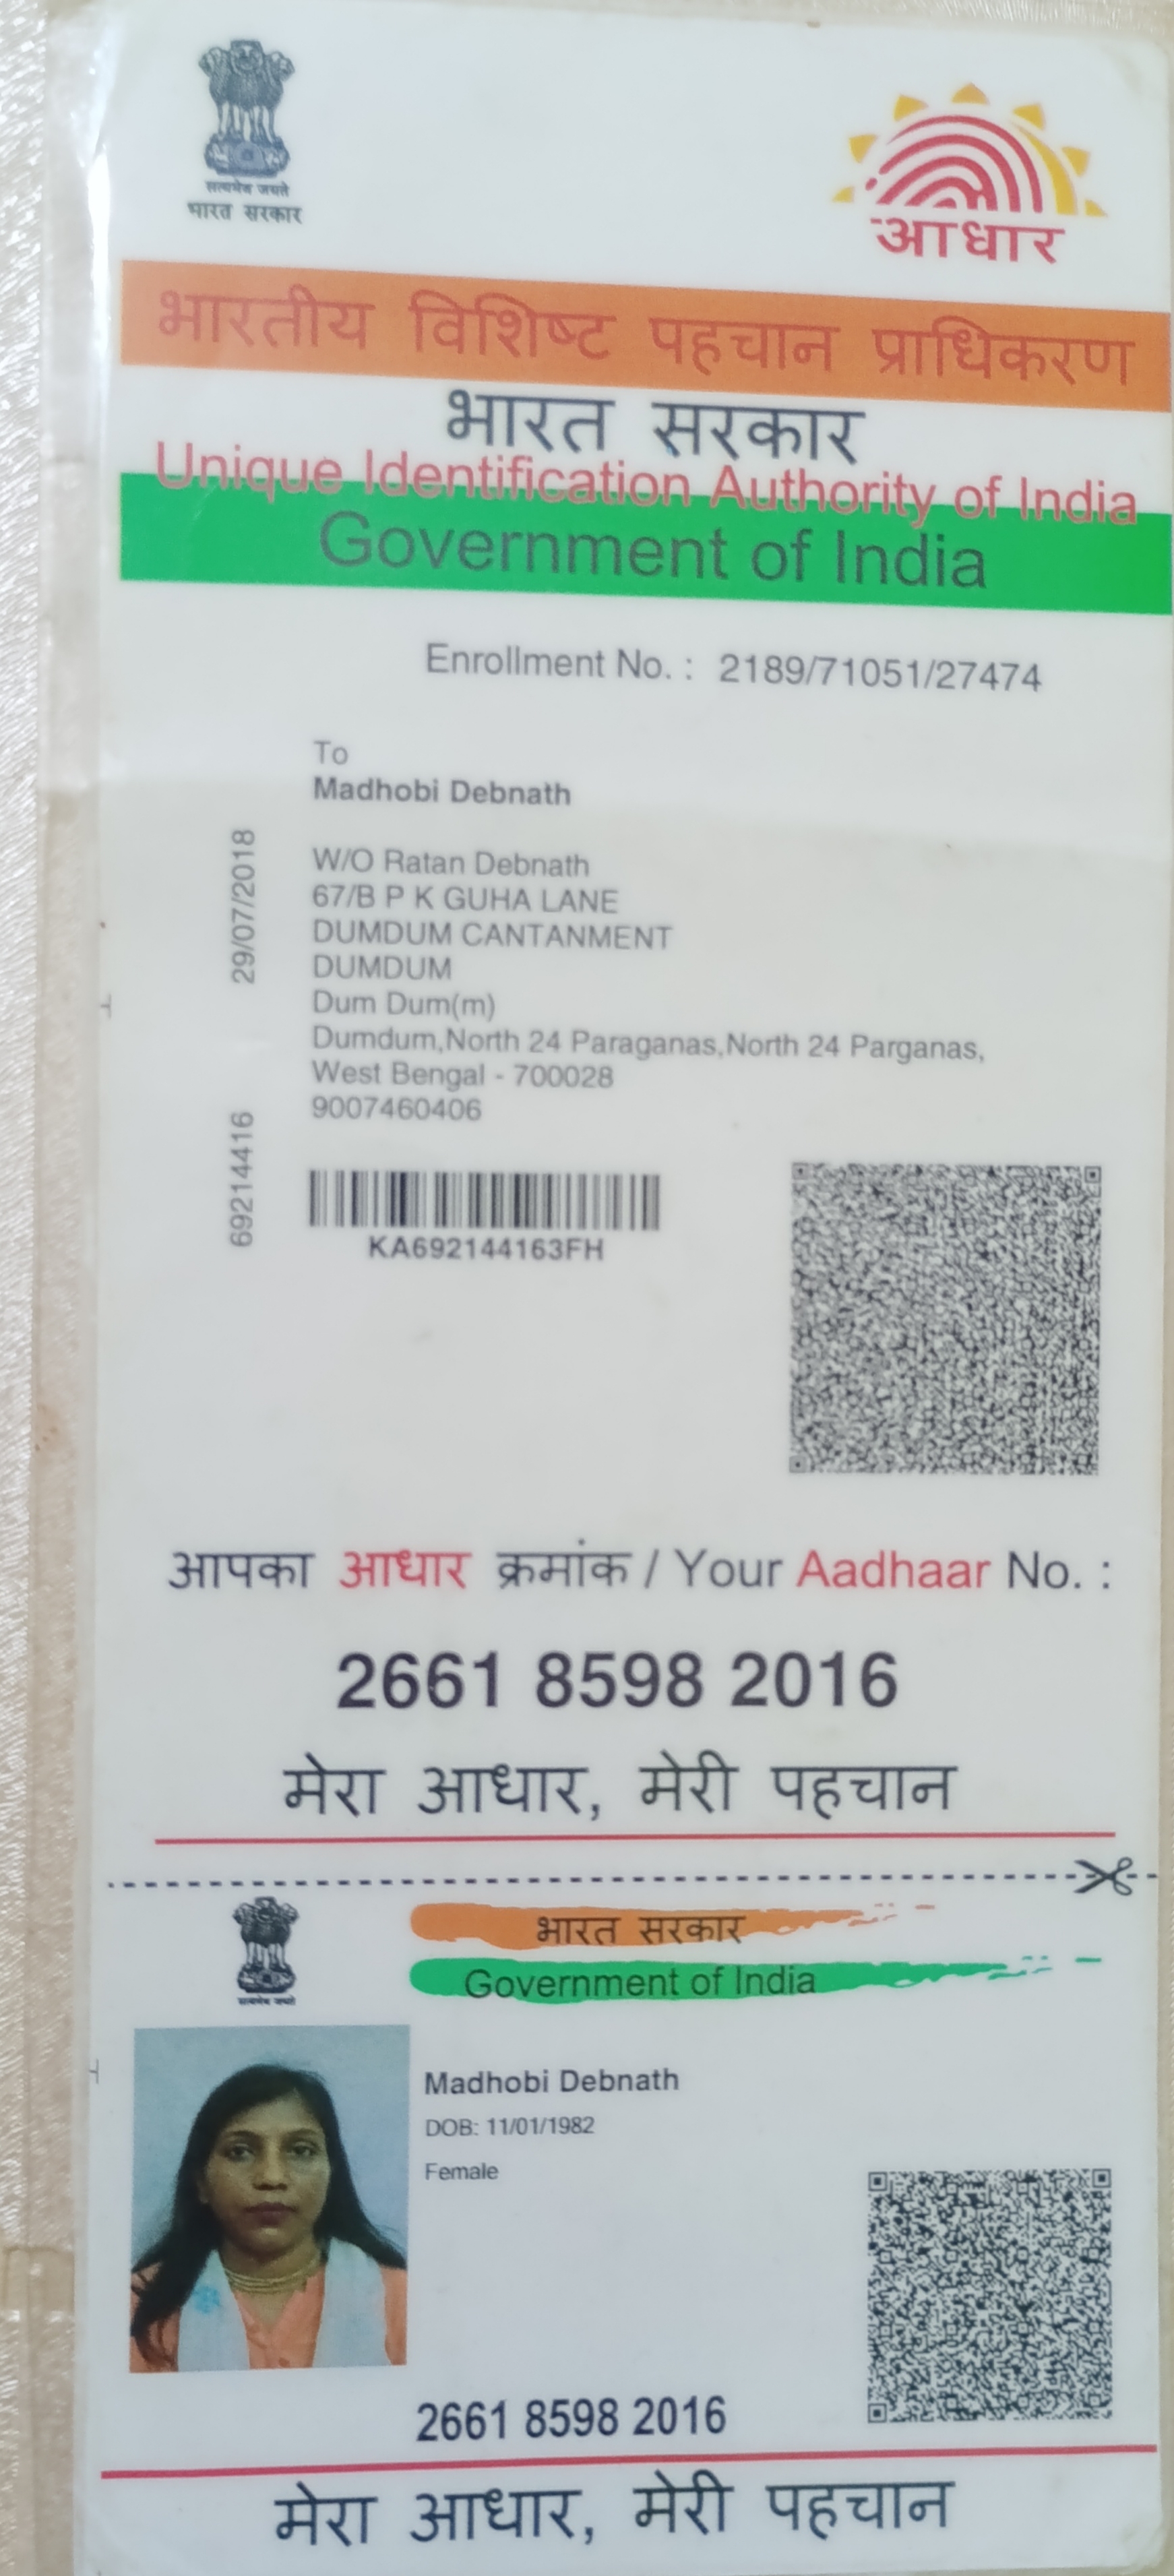 सत्यमेव जयते
भारत सरकार
आधार
भारतीय विशिष्ट पहचान प्राधिकरण
भारत सरकार
Unique Identification Authority of India
Government of India
Enrollment No. : 2189/71051/27474
To
Madhobi Debnath
W/O Ratan Debnath
67/B P K GUHA LANE
DUMDUM CANTANMENT
DUMDUM
Dum Dum(m)
Dumdum,North 24 Paraganas,North 24 Parganas,
West Bengal - 700028
9007460406
29/07/2018
69214416
KA692144163FH
आपका आधार क्रमांक / Your Aadhaar No. :
2661 8598 2016
मेरा आधार, मेरी पहचान
सत्यमेव जयते
भारत सरकार
Government of India
Madhobi Debnath
DOB: 11/01/1982
Female
2661 8598 2016
मेरा आधार, मेरी पहचान